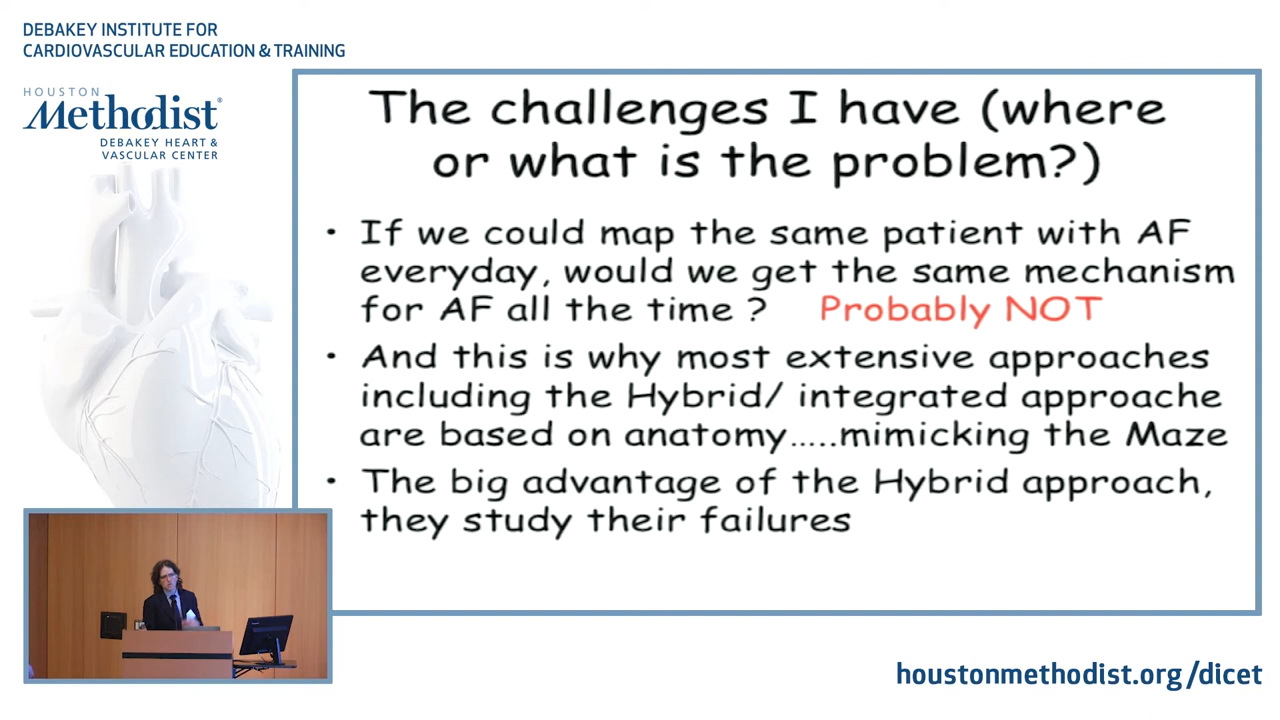 DEBAKEY INSTITUTE FOR
CARDIOVASCULAR EDUCATION & TRAINING
HOUSTON
Methodist®
DEBAKEY HEART &
VASCULAR CENTER
The challenges I have (where
or what is the problem?)
• If we could map the same patient with AF
everyday, would we get the same mechanism
for AF all the time ? Probably NOT
• And this is why most extensive approaches
including the Hybrid/ integrated approache
are based on anatomy.....mimicking the Maze
• The big advantage of the Hybrid approach,
they study their failures
houstonmethodist.org/dicet